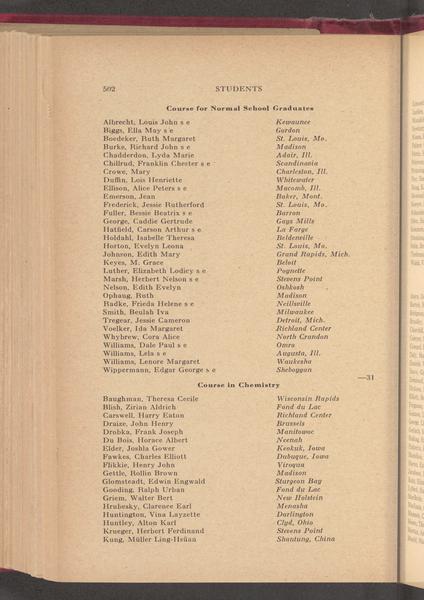 502 STUDENTS
Course for Normal School Graduates
Albrecht, Louis John s e Kewaunee
Biggs, Ella May s e Gordon
Boedeker, Ruth Margaret St. Louis, Mo.
Burke, Richard John s e Madison
Chadderdon, Lyda Marie Adair, Ill.
Chillrud, Franklin Chester s e Scandinavia
Crowe, Mary Charleston, Ill.
Duffin, Lois Henriette Whitewater
Ellison, Alice Peters s e Macomb, Ill.
Emerson, Jean Baker, Mont.
Frederick, Jessie Rutherford St. Louis, Mo.
Fuller, Bessie Beatrix s e Barron
George, Caddie Gertrude Gays Mills
Hatfield, Carson Arthur s e La Farge
Holdahl, Isabelle Theresa Beldenville
Horton, Evelyn Leona St. Louis, Mo.
Johnson, Edith Mary Grand Rapids, Mich.
Keyes, M. Grace Beloit
Luther, Elizabeth Lodicy s e Poynette
Marsh, Herbert Nelson s e Stevens Point
Nelson, Edith Evelyn Oshkosh
Ophaug, Ruth Madison
Radke, Frieda Helene s e Neillsville
Smith, Beulah Iva Milwaukee
Tregear, Jessie Cameron Detroit, Mich.
Voelker, Ida Margaret Richland Center
Whybrew, Cora Alice North Crandon
Williams, Dale Paul s e Omro
Williams, Lela s e Augusta, Ill.
Williams, Lenore Margaret Waukesha
Wippermann, Edgar George s e Sheboygan
—31
Course in Chemistry
Baughman, Theresa Cecile Wisconsin Rapids
Blish, Zirian Aldrich Fond du Lac
Carswell, Harry Eaton Richland Center
Draize, John Henry Brussels
Drobka, Frank Joseph Manitowoc
Du Bois, Horace Albert Neenah
Elder, Joshla Gower Keokuk, Iowa
Fawkes, Charles Elliott Dubuque, Iowa
Flikkie, Henry John Viroqua
Gettle, Rollin Brown Madison
Glomsteadt, Edwin Engwald Sturgeon Bay
Gooding, Ralph Urban Fond du Lac
Griem, Walter Bert New Holstein
Hrubesky, Clarence Earl Menasha
Huntington, Vina Layzette Darlington
Huntley, Alton Karl Clyd, Ohio
Krueger, Herbert Ferdinand Stevens Point
Kung, Müller Ling-Hsüan Shantung, China